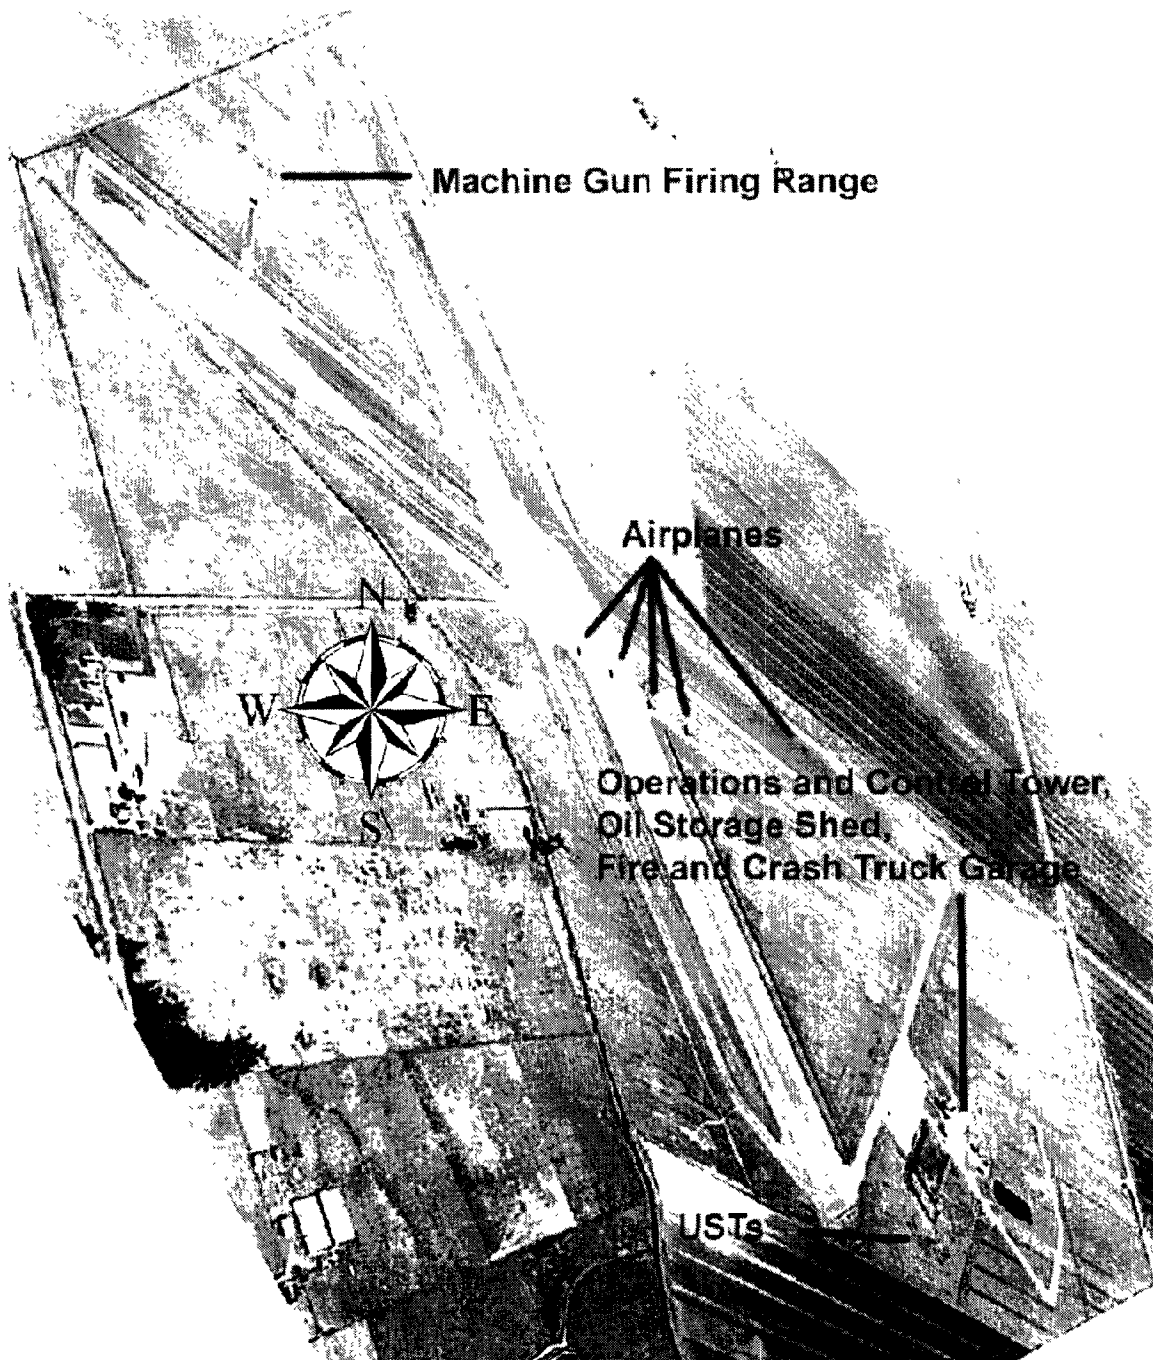 Machine Gun Firing Range
Airplanes
N
W
E
S
Operations and Control Tower,
Oil Storage Shed,
Fire and Crash Truck Garage
USTs